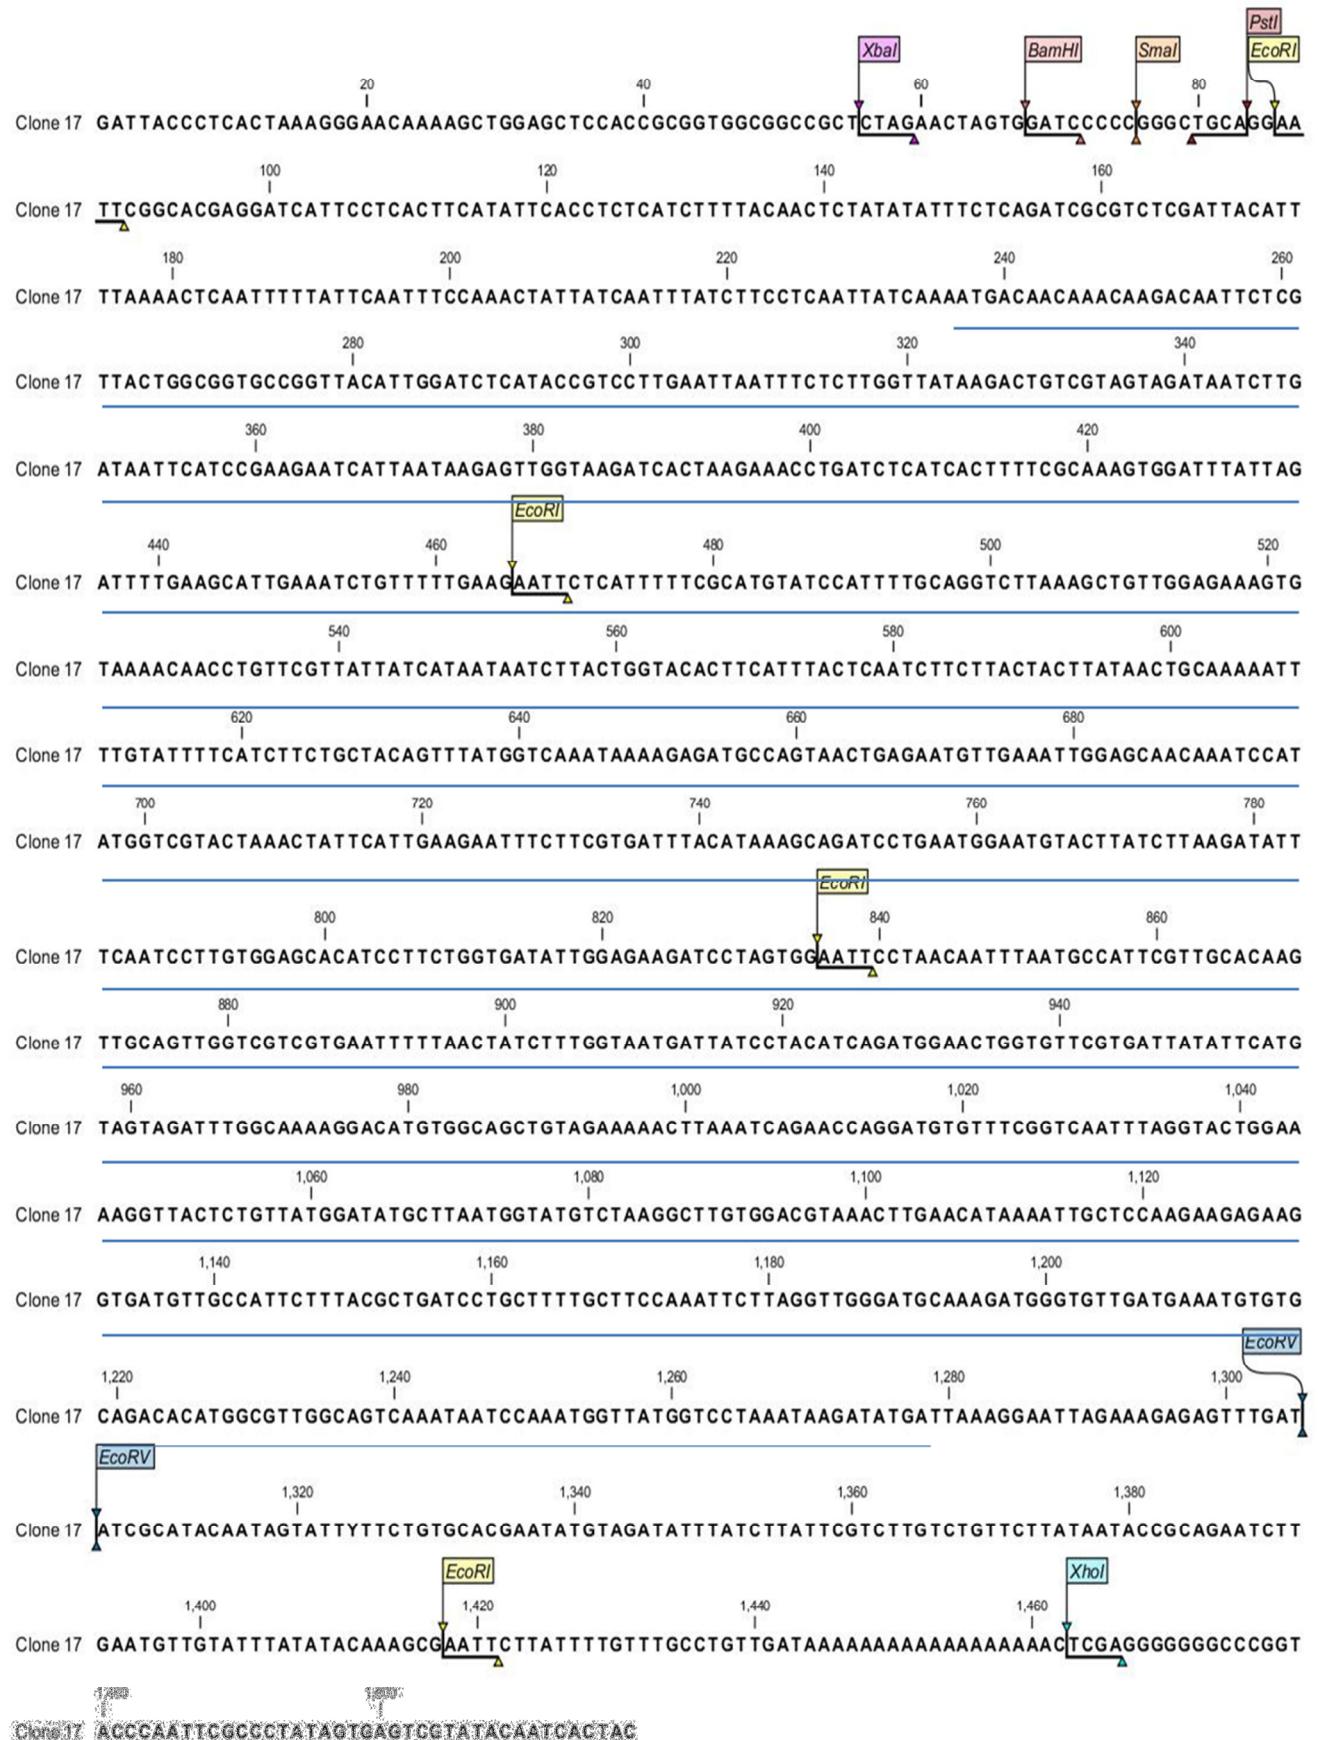 PstI
XbaI BamHI SmaI EcoRI
20 40 60 80
Clone 17 GATTACCCTCACTAAAGGGAACAAAAGCTGGAGCTCCACCGCGGTGGCGGCCGCTCTAGAACTAGTGGATCCCCCGGGCTGCAGGAA
100 120 140 160
Clone 17 TTCGGCACGAGGATCATTCCTCACTTCATATTCACCTCTCATCTTTTACAACTCTATATATTTCTCAGATCGCGTCTCGATTACATT
180 200 220 240 260
Clone 17 TTAAAACTCAATTTTTATTCAATTTCCAAACTATTATCAATTTATCTTCCTCAATTATCAAAATGACAACAAACAAGACAATTCTCG
280 300 320 340
Clone 17 TTACTGGCGGTGCCGGTTACATTGGATCTCATACCGTCCTTGAATTAATTTCTCTTGGTTATAAGACTGTCGTAGTAGATAATCTTG
360 380 400 420
Clone 17 ATAATTCATCCGAAGAATCATTAATAAGAGTTGGTAAGATCACTAAGAAACCTGATCTCATCACTTTTCGCAAAGTGGATTTATTAG
EcoRI
440 460 480 500 520
Clone 17 ATTTTGAAGCATTGAAATCTGTTTTTGAAGAATTCTCATTTTTCGCATGTATCCATTTTGCAGGTCTTAAAGCTGTTGGAGAAAGTG
540 560 580 600
Clone 17 TAAAACAACCTGTTCGTTATTATCATAATAATCTTACTGGTACACTTCATTTACTCAATCTTCTTACTACTTATAACTGCAAAAATT
620 640 660 680
Clone 17 TTGTATTTTCATCTTCTGCTACAGTTTATGGTCAAATAAAAGAGATGCCAGTAACTGAGAATGTTGAAATTGGAGCAACAAATCCAT
700 720 740 760 780
Clone 17 ATGGTCGTACTAAACTATTCATTGAAGAATTTCTTCGTGATTTACATAAAGCAGATCCTGAATGGAATGTACTTATCTTAAGATATT
EcoRI
800 820 840 860
Clone 17 TCAATCCTTGTGGAGCACATCCTTCTGGTGATATTGGAGAAGATCCTAGTGGAATTCCTAACAATTTAATGCCATTCGTTGCACAAG
880 900 920 940
Clone 17 TTGCAGTTGGTCGTCGTGAATTTTTAACTATCTTTGGTAATGATTATCCTACATCAGATGGAACTGGTGTTCGTGATTATATTCATG
960 980 1,000 1,020 1,040
Clone 17 TAGTAGATTTGGCAAAAGGACATGTGGCAGCTGTAGAAAAACTTAAATCAGAACCAGGATGTGTTTCGGTCAATTTAGGTACTGGAA
1,060 1,080 1,100 1,120
Clone 17 AAGGTTACTCTGTTATGGATATGCTTAATGGTATGTCTAAGGCTTGTGGACGTAAACTTGAACATAAAATTGCTCCAAGAAGAGAAG
1,140 1,160 1,180 1,200
Clone 17 GTGATGTTGCCATTCTTTACGCTGATCCTGCTTTTGCTTCCAAATTCTTAGGTTGGGATGCAAAGATGGGTGTTGATGAAATGTGTG
EcoRV
1,220 1,240 1,260 1,280 1,300
Clone 17 CAGACACATGGCGTTGGCAGTCAAATAATCCAAATGGTTATGGTCCTAAATAAGATATGATTAAAGGAATTAGAAAGAGAGTTTGAT
EcoRV
1,320 1,340 1,360 1,380
Clone 17 ATCGCATACAATAGTATTYTTCTGTGCACGAATATGTAGATATTTATCTTATTCGTCTTGTCTGTTCTTATAATACCGCAGAATCTT
EcoRI XhoI
1,400 1,420 1,440 1,460
Clone 17 GAATGTTGTATTTATATACAAAGCGAATTCTTATTTTGTTTGCCTGTTGATAAAAAAAAAAAAAAAAAAACTCGAGGGGGGGCCCGGT
1,480 1,500
Clone 17 ACCCAATTCGCCCTATAGTGAGTCGTATACAATCACTAC